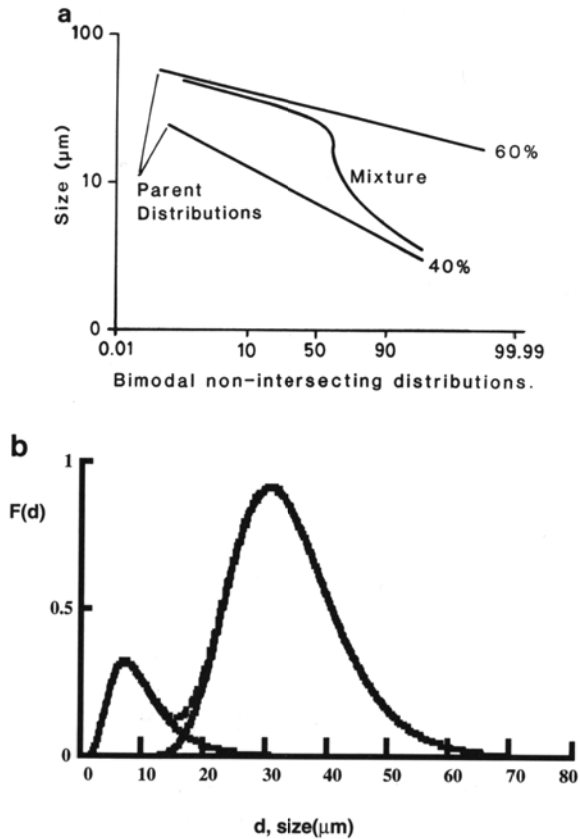 a
100
Size (μm)
10
0
Parent
Distributions
Mixture
60%
40%
0.01
10
50
90
99.99
Bimodal non-intersecting distributions.
b
1
F(d)
0.5
0
0
10
20
30
40
50
60
70
80
d, size(μm)